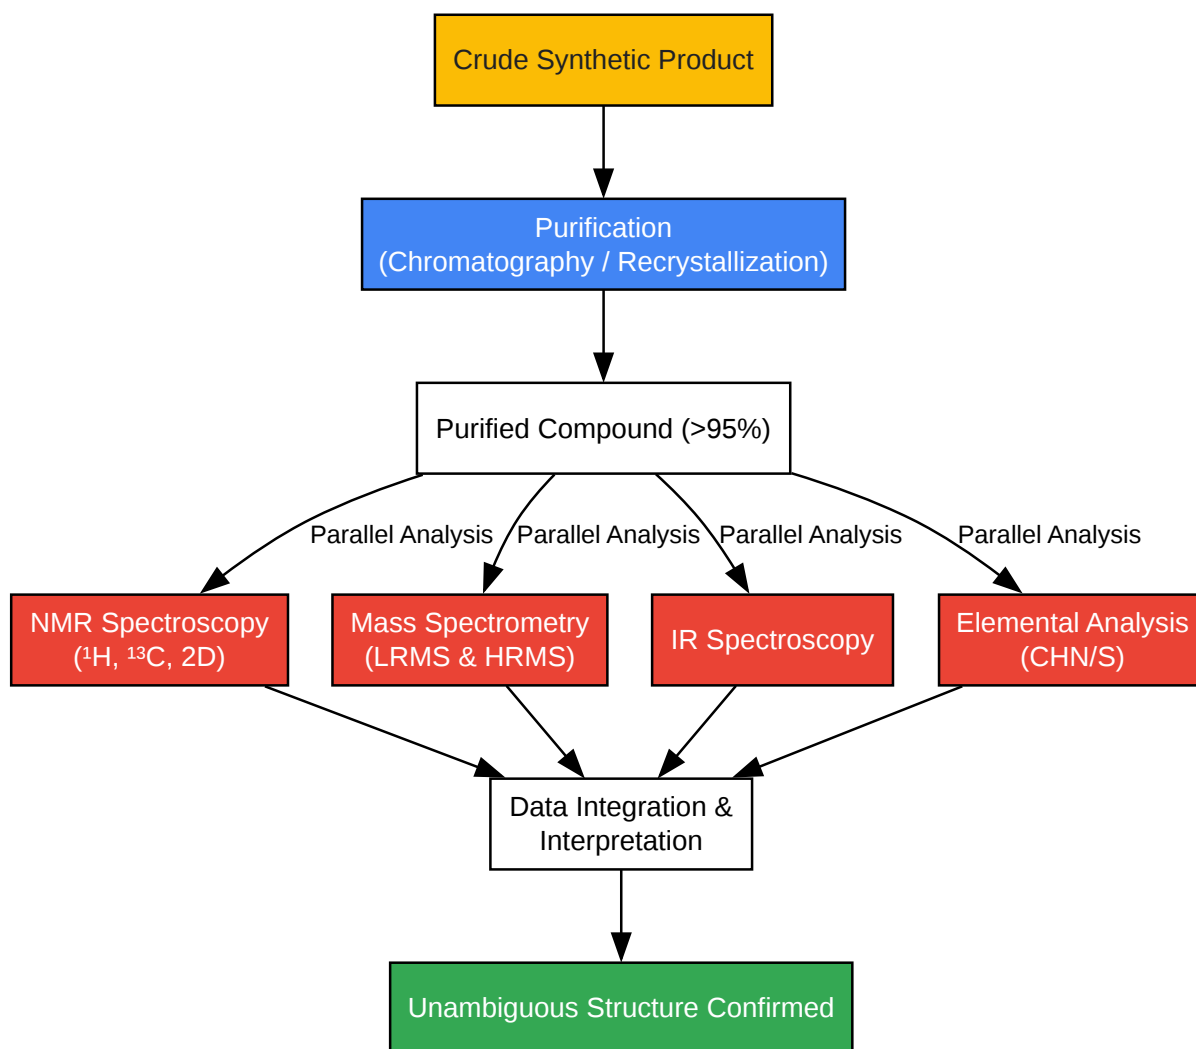 Crude Synthetic Product
Purification
(Chromatography / Recrystallization)
Purified Compound (>95%)
Parallel Analysis
Parallel Analysis
Parallel Analysis
Parallel Analysis
NMR Spectroscopy
(¹H, ¹³C, 2D)
Mass Spectrometry
(LRMS & HRMS)
IR Spectroscopy
Elemental Analysis
(CHN/S)
Data Integration &
Interpretation
Unambiguous Structure Confirmed